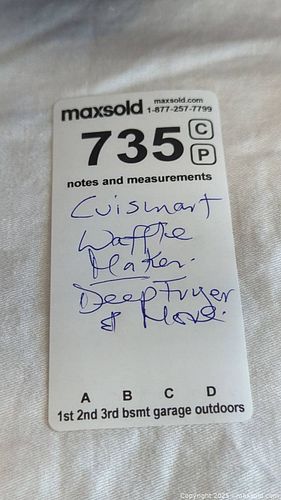 maxsold maxsold.com
1-877-257-7799
735 C
P
notes and measurements
Cuisinart
Waffle
Maker.
Deep Fryer
& More.
A B C D
1st 2nd 3rd bsmt garage outdoors
Copyright 2025 - maxsold.com